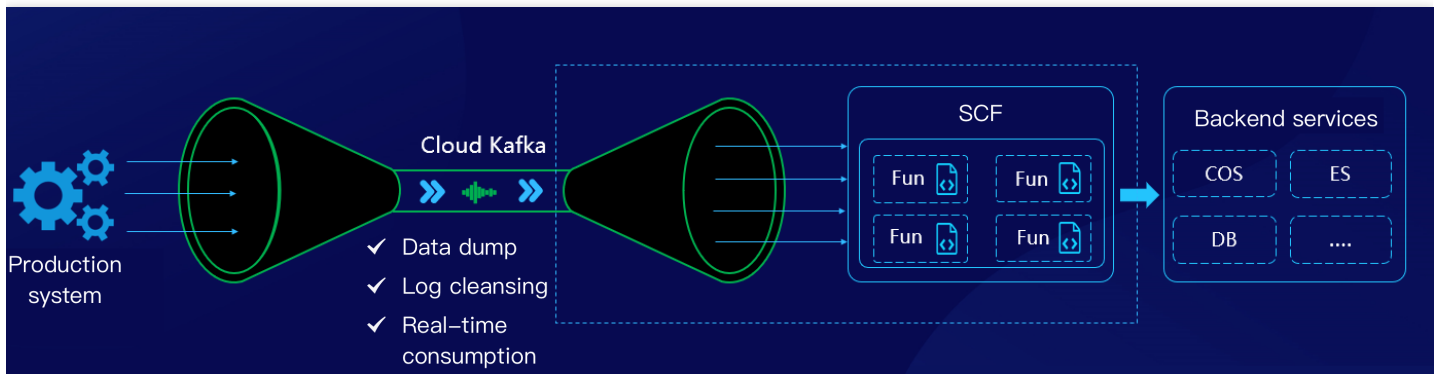 Production
system
Cloud Kafka
Data dump
Log cleansing
Real-time
consumption
SCF
Fun
Fun
Fun
Fun
Backend services
COS
ES
DB
....